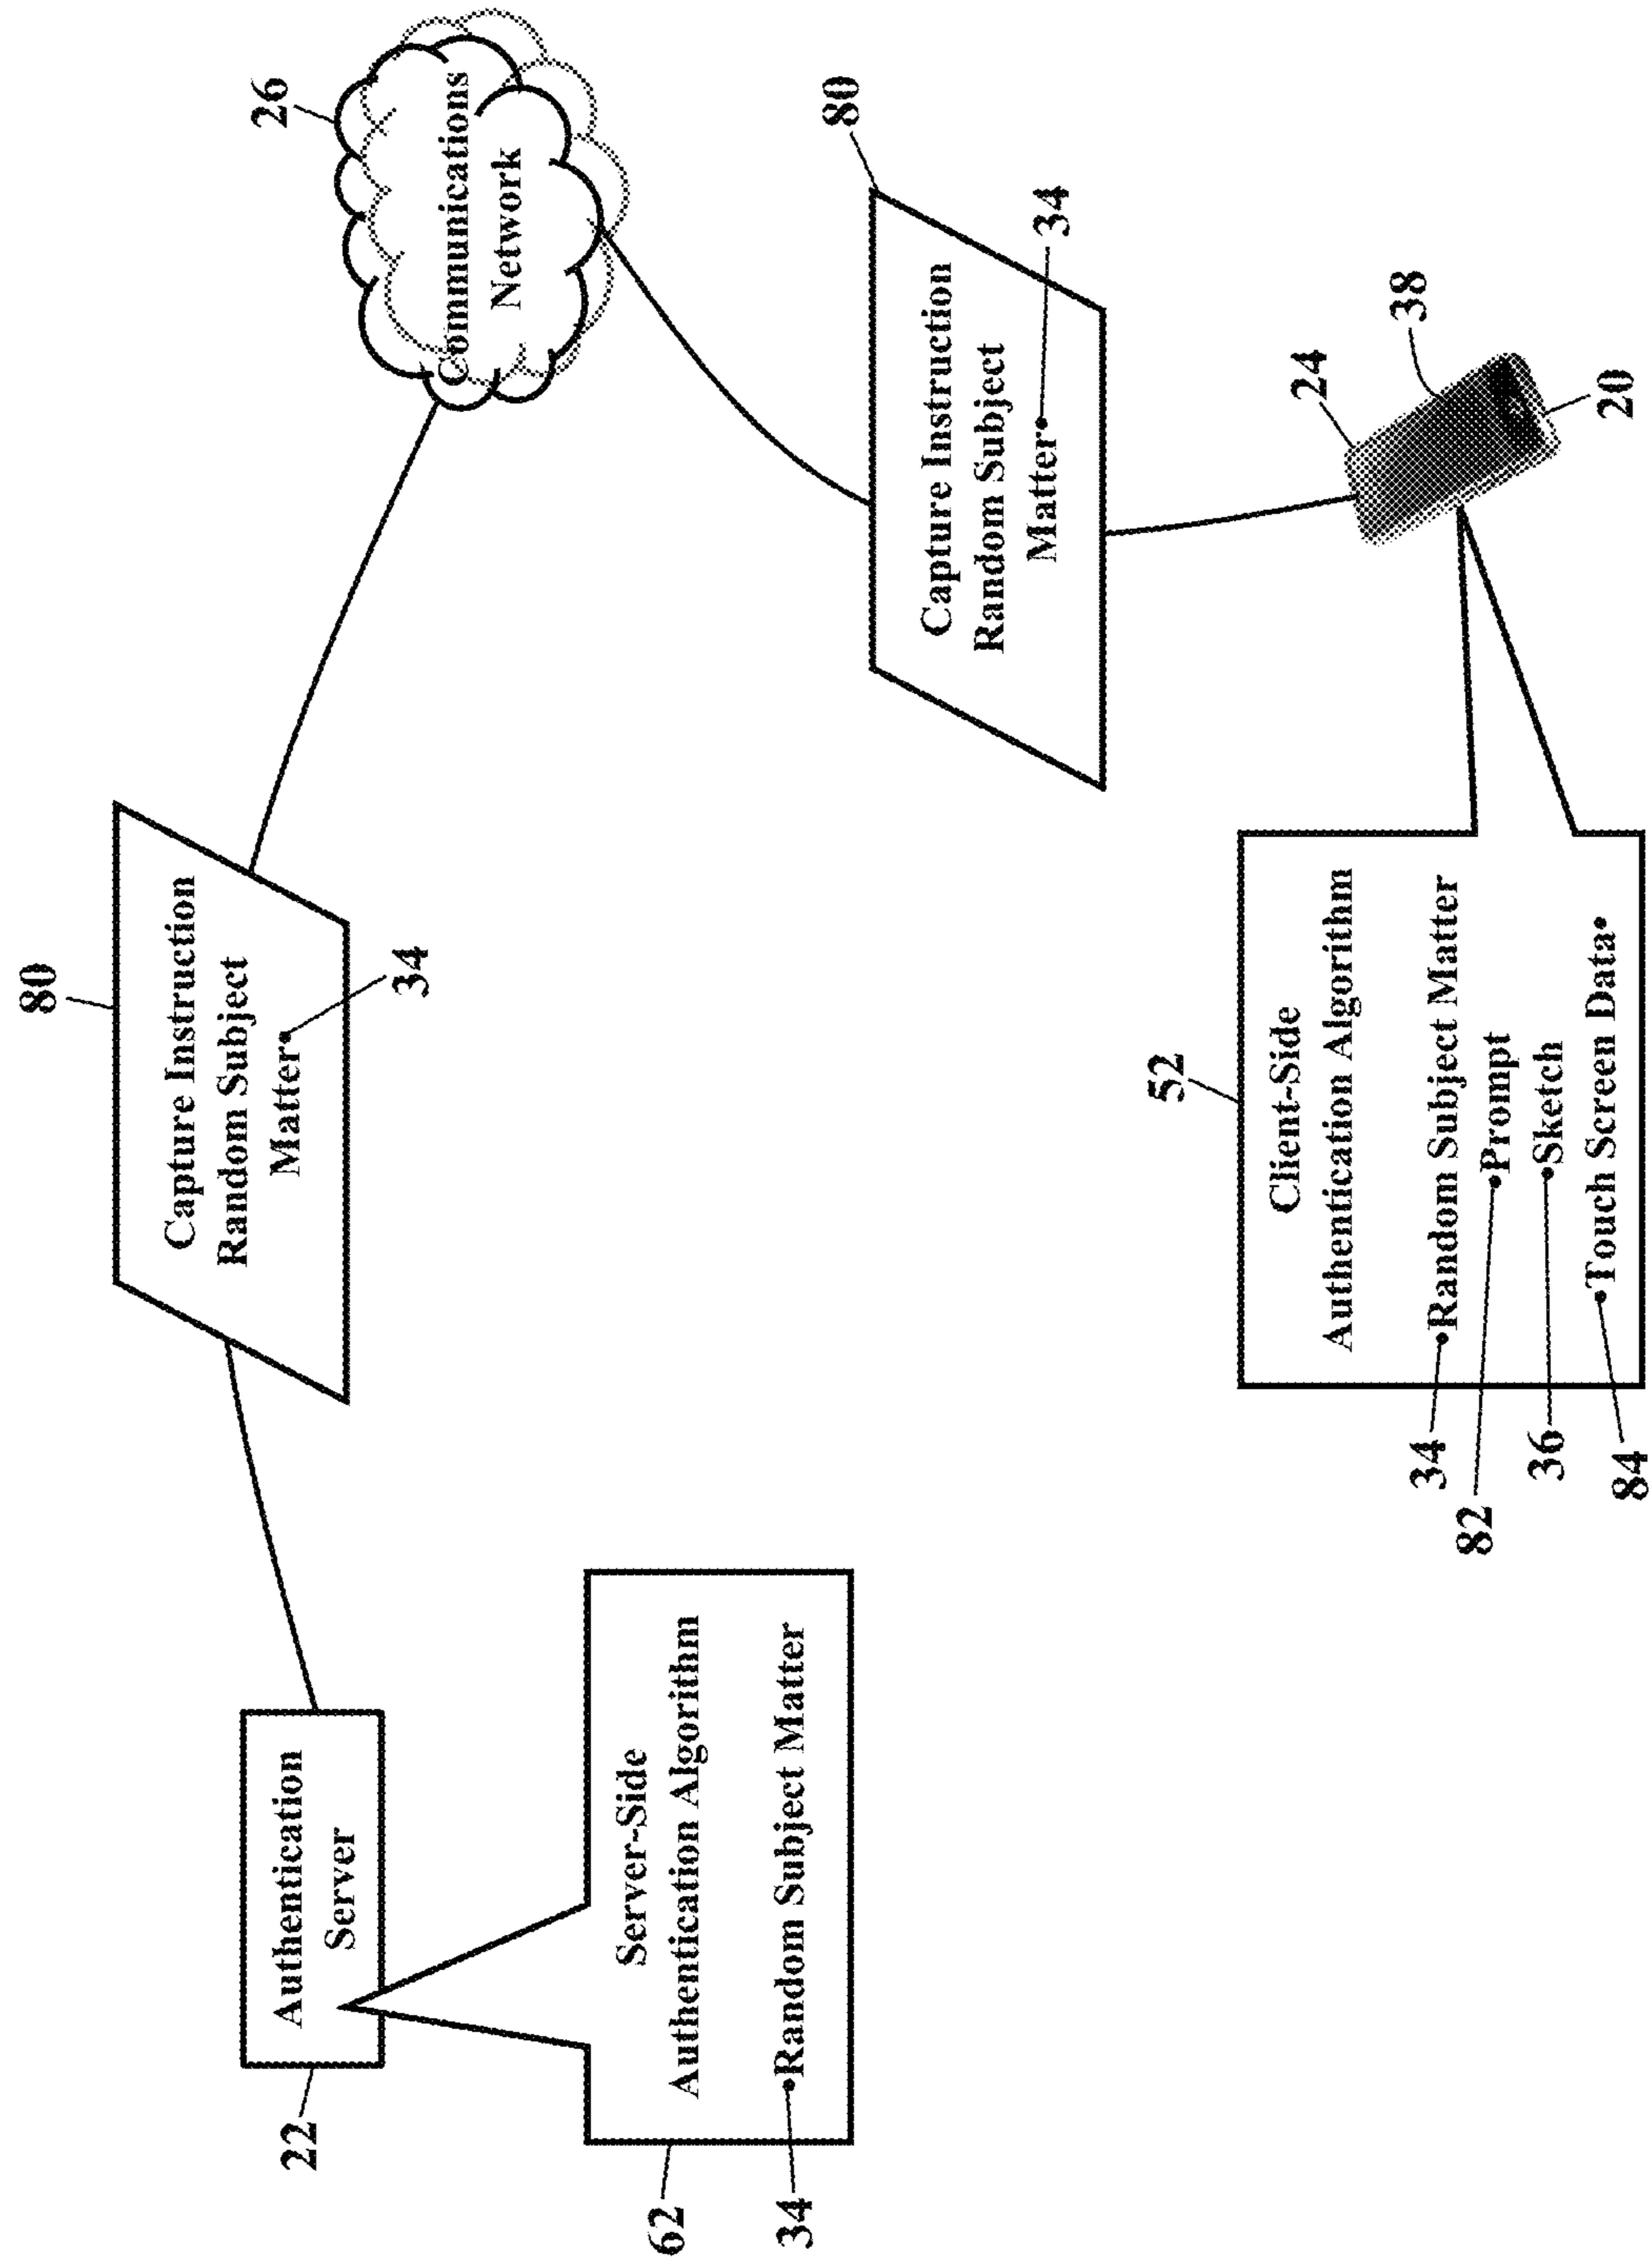 22
Authentication
Server
62
Server-Side
Authentication Algorithm
34
•Random Subject Matter
80
Capture Instruction
Random Subject
Matter•
34
26
Communications
Network
80
Capture Instruction
Random Subject
Matter•
34
24
38
20
52
Client-Side
Authentication Algorithm
34
•Random Subject Matter
82
•Prompt
36
•Sketch
84
•Touch Screen Data•